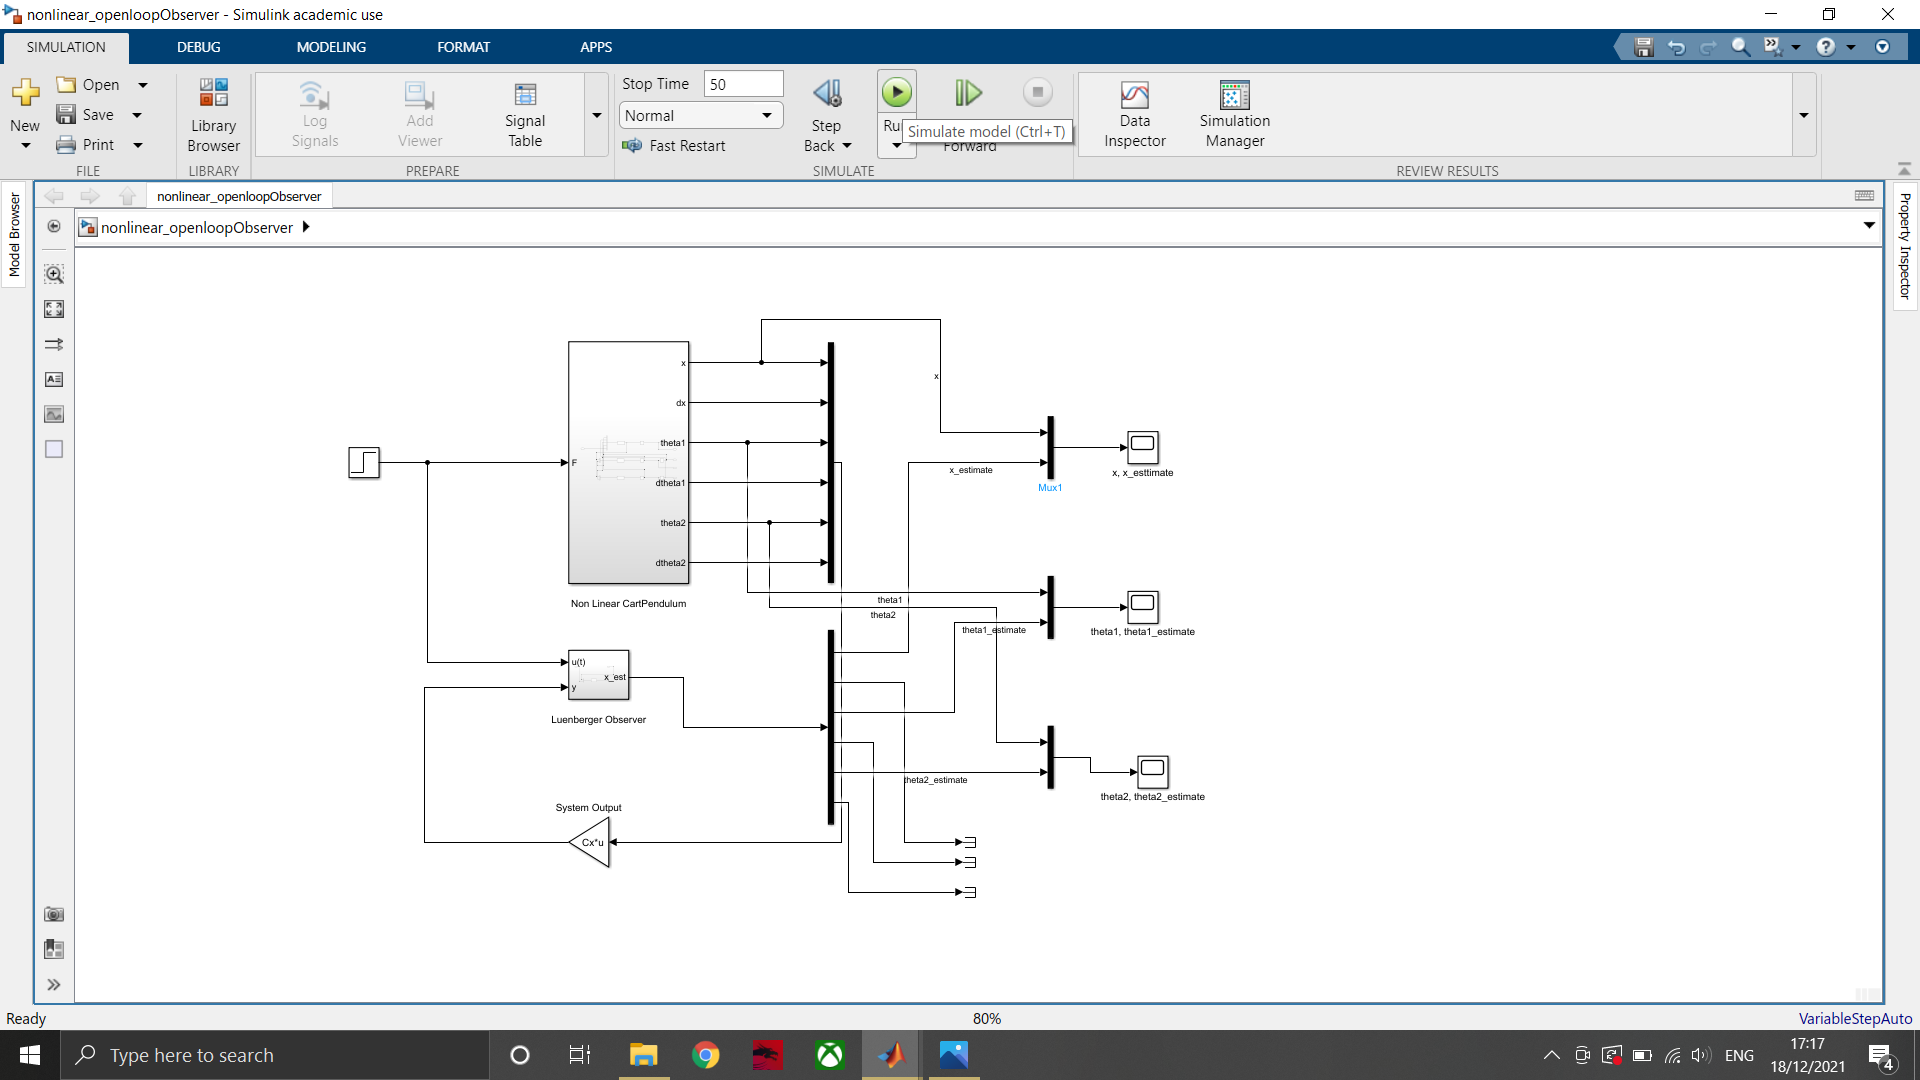 nonlinear_openloopObserver - Simulink academic use
SIMULATION DEBUG MODELING FORMAT APPS
New
Open
Save
Print
FILE
Library
Browser
LIBRARY
Log
Signals
Add
Viewer
Signal
Table
PREPARE
Stop Time 50
Normal
Fast Restart
Step
Back
Ru
Simulate model (Ctrl+T)
Forward
SIMULATE
Data
Inspector
Simulation
Manager
REVIEW RESULTS
Model Browser
Property Inspector
nonlinear_openloopObserver
nonlinear_openloopObserver
x
dx
theta1
dtheta1
theta2
dtheta2
F
Non Linear CartPendulum
x
x_estimate
Mux1
x, x_esttimate
theta1
theta2
theta1_estimate
theta1, theta1_estimate
u(t)
y
x_est
Luenberger Observer
theta2_estimate
theta2, theta2_estimate
System Output
Cx*u
Ready
80%
VariableStepAuto
Type here to search
ENG
17:17
18/12/2021
4